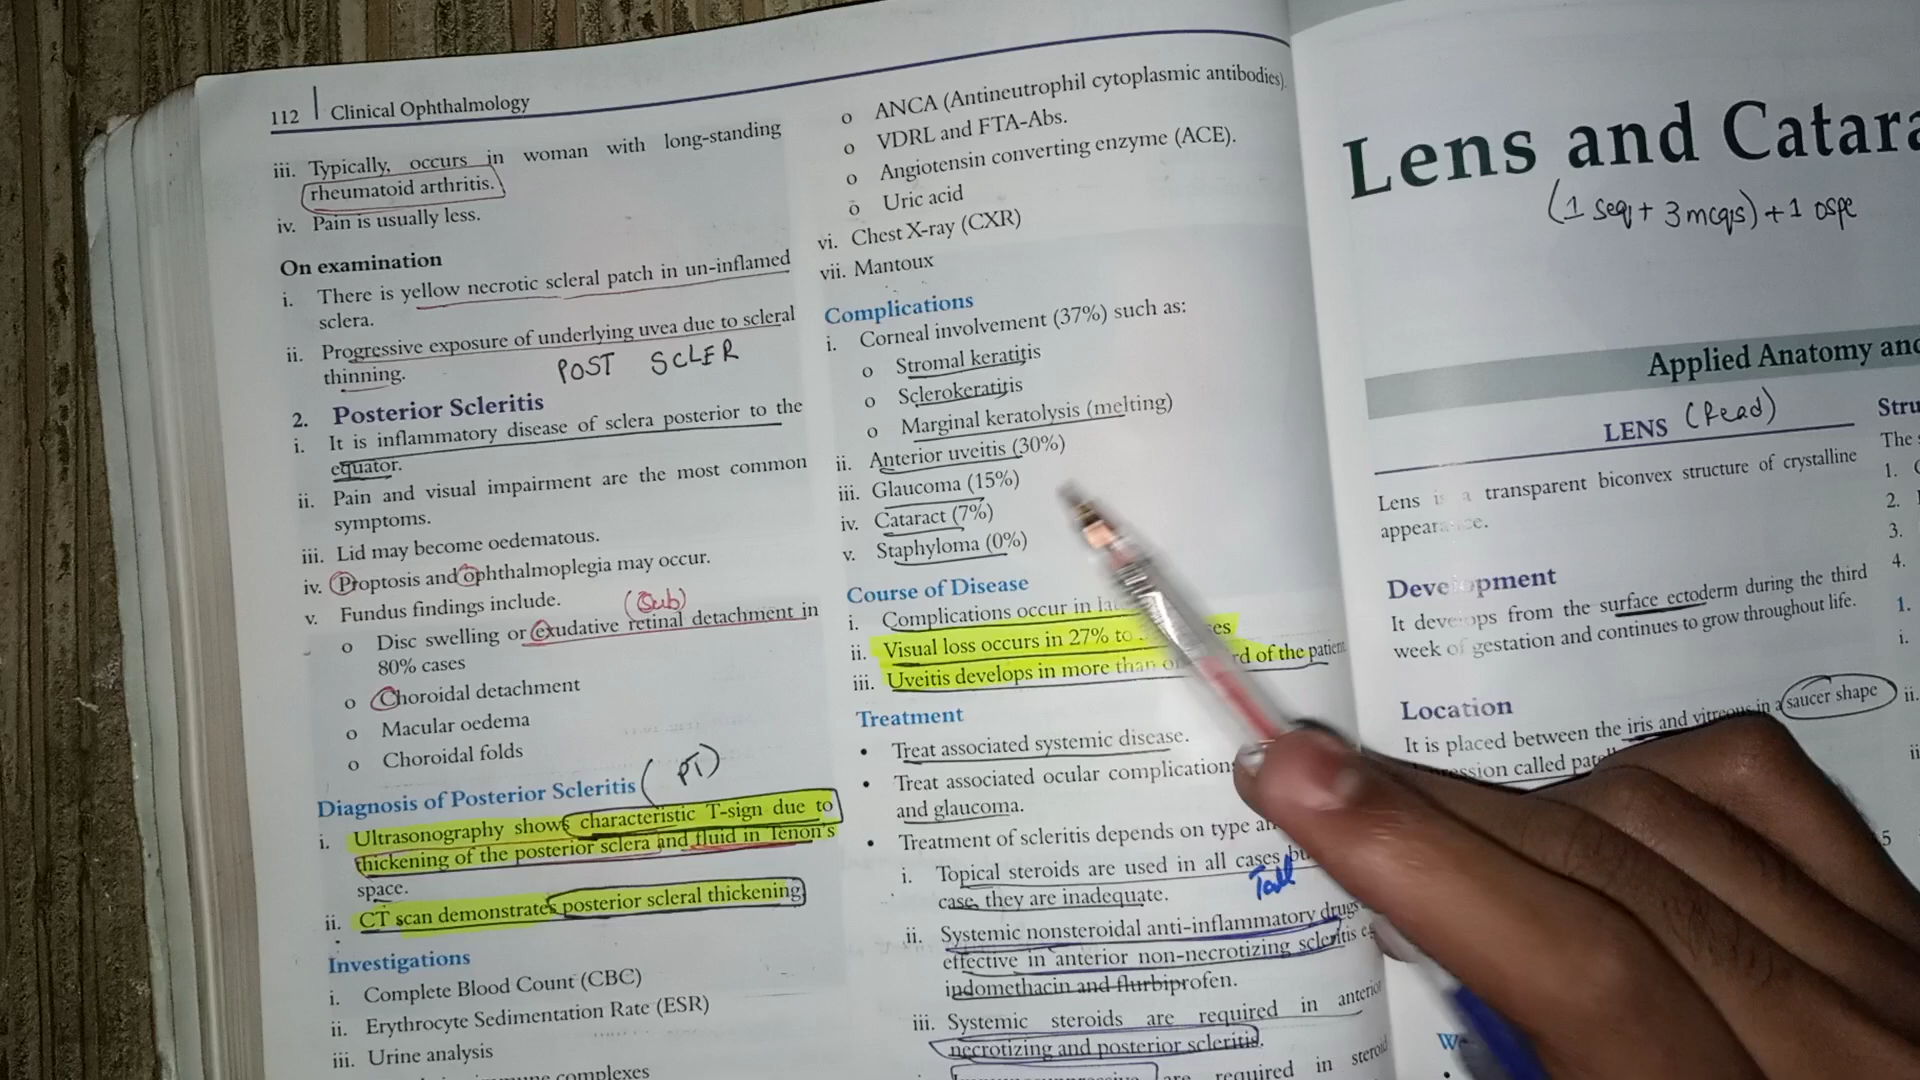 112 | Clinical Ophthalmology
iii. Typically, occurs in woman with long-standing
rheumatoid arthritis.
iv. Pain is usually less.
On examination
i. There is yellow necrotic scleral patch in un-inflamed
sclera.
ii. Progressive exposure of underlying uvea due to scleral
thinning.
POST SCLER
2. Posterior Scleritis
i. It is inflammatory disease of sclera posterior to the
equator.
ii. Pain and visual impairment are the most common
symptoms.
iii. Lid may become oedematous.
iv. Proptosis and ophthalmoplegia may occur.
v. Fundus findings include.
(Sub)
o Disc swelling or exudative retinal detachment in
80% cases
o Choroidal detachment
o Macular oedema
o Choroidal folds
Diagnosis of Posterior Scleritis (PT)
i. Ultrasonography shows characteristic T-sign due to
thickening of the posterior sclera and fluid in Tenon's
space.
ii. CT scan demonstrates posterior scleral thickening
Investigations
i. Complete Blood Count (CBC)
ii. Erythrocyte Sedimentation Rate (ESR)
iii. Urine analysis
complexes
o ANCA (Antineutrophil cytoplasmic antibodies).
o VDRL and FTA-Abs.
o Angiotensin converting enzyme (ACE).
o Uric acid
vi. Chest X-ray (CXR)
vii. Mantoux
Complications
i. Corneal involvement (37%) such as:
o Stromal keratitis
o Sclerokeratitis
o Marginal keratolysis (melting)
ii. Anterior uveitis (30%)
iii. Glaucoma (15%)
iv. Cataract (7%)
v. Staphyloma (0%)
Course of Disease
i. Complications occur in
ii. Visual loss occurs in 27% to
iii. Uveitis develops in more than of the patient
Treatment
• Treat associated systemic disease.
• Treat associated ocular complication
and glaucoma.
• Treatment of scleritis depends on type
i. Topical steroids are used in all cases
case, they are inadequate.
ii. Systemic nonsteroidal anti-inflammatory drugs
effective in anterior non-necrotizing scleritis
indomethacin and flurbiprofen.
iii. Systemic steroids are required in anterior
necrotizing and posterior scleritis.
required in steroid
Lens and Catara
(1 seq + 3 mcqs) + 1 ospe
Applied Anatomy and
LENS (Read)
Lens is a transparent biconvex structure of crystalline
appearance.
Development
It develops from the surface ectoderm during the third
week of gestation and continues to grow throughout life.
Location
It is placed between the iris and vitreous in a saucer shape
called
Stru
The
1.
2.
3.
4.
1.
i.
ii.